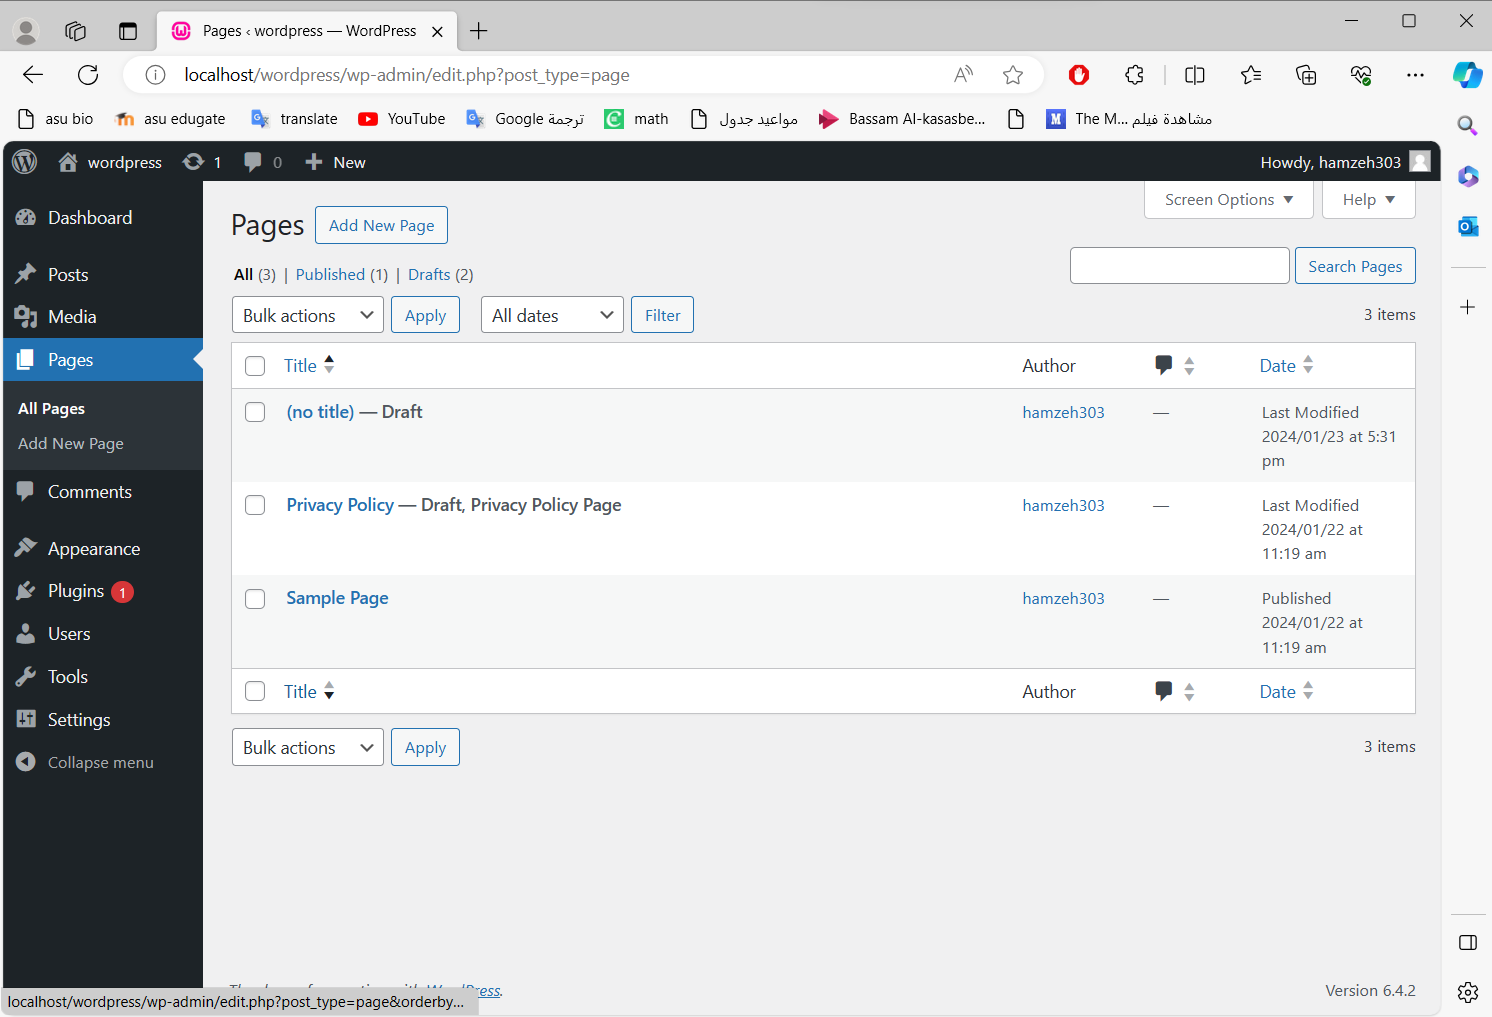 Pages ‹ wordpress — WordPress
localhost/wordpress/wp-admin/edit.php?post_type=page
asu bio
asu edugate
translate
YouTube
Google ترجمة
math
مواعيد جدول
Bassam Al-kasasbe...
The M... مشاهدة فيلم
wordpress
1
0
New
Howdy, hamzeh303
Dashboard
Posts
Media
Pages
All Pages
Add New Page
Comments
Appearance
Plugins 1
Users
Tools
Settings
Collapse menu
Screen Options
Help
Pages
Add New Page
All (3) | Published (1) | Drafts (2)
Search Pages
Bulk actions
Apply
All dates
Filter
3 items
Title
Author
Date
(no title) — Draft
hamzeh303
—
Last Modified
2024/01/23 at 5:31
pm
Privacy Policy — Draft, Privacy Policy Page
hamzeh303
—
Last Modified
2024/01/22 at
11:19 am
Sample Page
hamzeh303
—
Published
2024/01/22 at
11:19 am
Title
Author
Date
Bulk actions
Apply
3 items
WordPress.
Version 6.4.2
localhost/wordpress/wp-admin/edit.php?post_type=page&orderby...